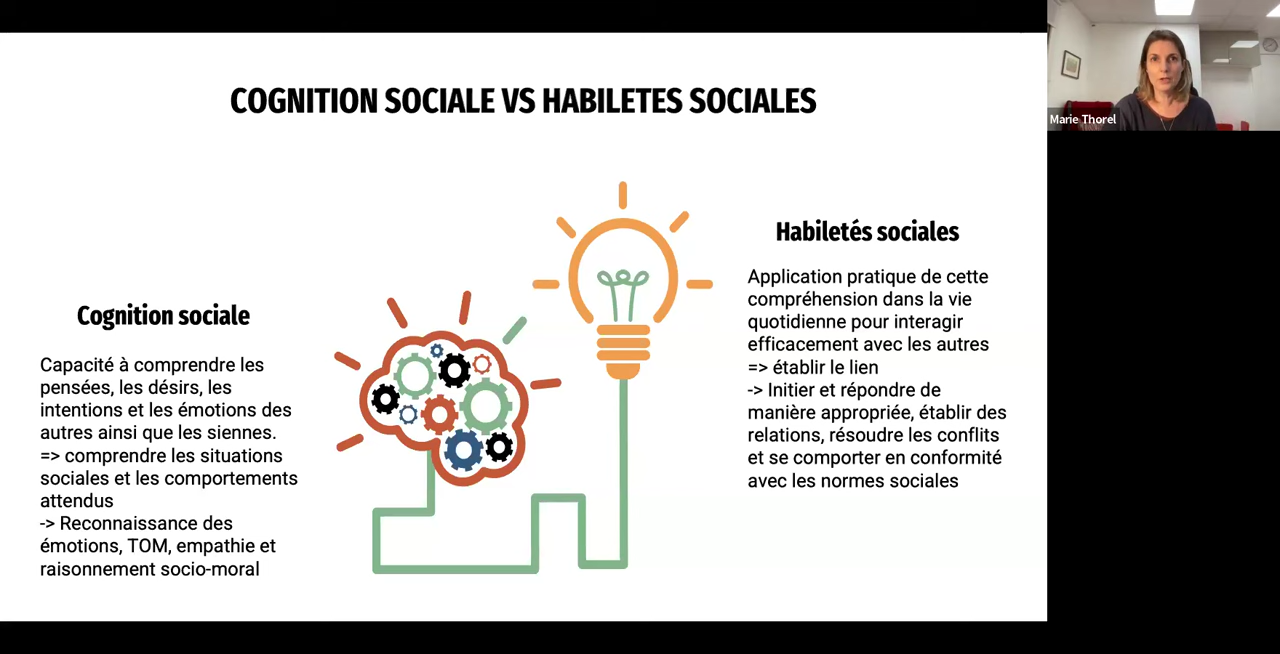 COGNITION SOCIALE VS HABILETES SOCIALES
Marie Thorel
Cognition sociale
Capacité à comprendre les
pensées, les désirs, les
intentions et les émotions des
autres ainsi que les siennes.
=> comprendre les situations
sociales et les comportements
attendus
-> Reconnaissance des
émotions, TOM, empathie et
raisonnement socio-moral
Habiletés sociales
Application pratique de cette
compréhension dans la vie
quotidienne pour interagir
efficacement avec les autres
=> établir le lien
-> Initier et répondre de
manière appropriée, établir des
relations, résoudre les conflits
et se comporter en conformité
avec les normes sociales